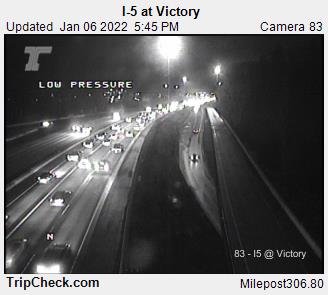 I-5 at Victory
Updated Jan 06 2022 5:45 PM Camera 83
T
LOW PRESSURE
N
83 - I5 @ Victory
TripCheck.com Milepost306.80